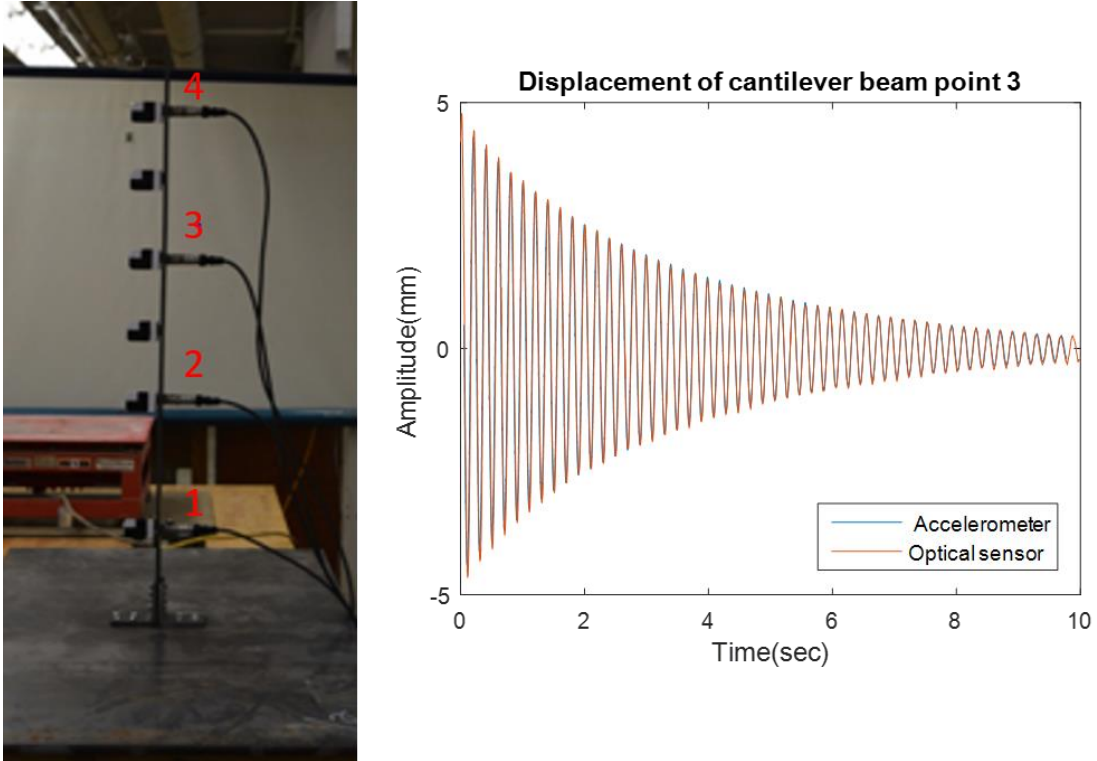 4
3
2
1
Displacement of cantilever beam point 3
Amplitude(mm)
5
0
-5
0 2 4 6 8 10
Time(sec)
Accelerometer
Optical sensor